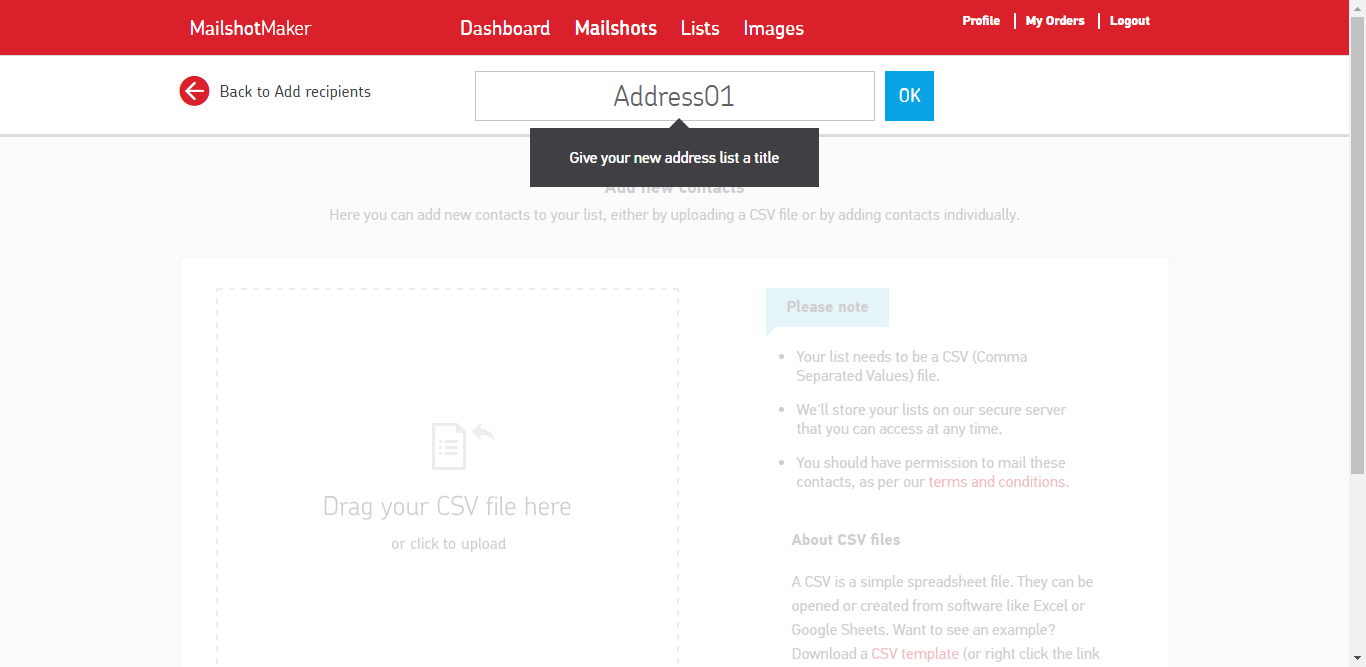 MailshotMaker
Dashboard
Mailshots
Lists
Images
Profile
My Orders
Logout
Back to Add recipients
Address01
OK
Give your new address list a title
Add new contacts
Here you can add new contacts to your list, either by uploading a CSV file or by adding contacts individually.
Drag your CSV file here
or click to upload
Please note
Your list needs to be a CSV (Comma
Separated Values) file.
We'll store your lists on our secure server
that you can access at any time.
You should have permission to mail these
contacts, as per our terms and conditions.
About CSV files
A CSV is a simple spreadsheet file. They can be
opened or created from software like Excel or
Google Sheets. Want to see an example?
Download a CSV template (or right click the link